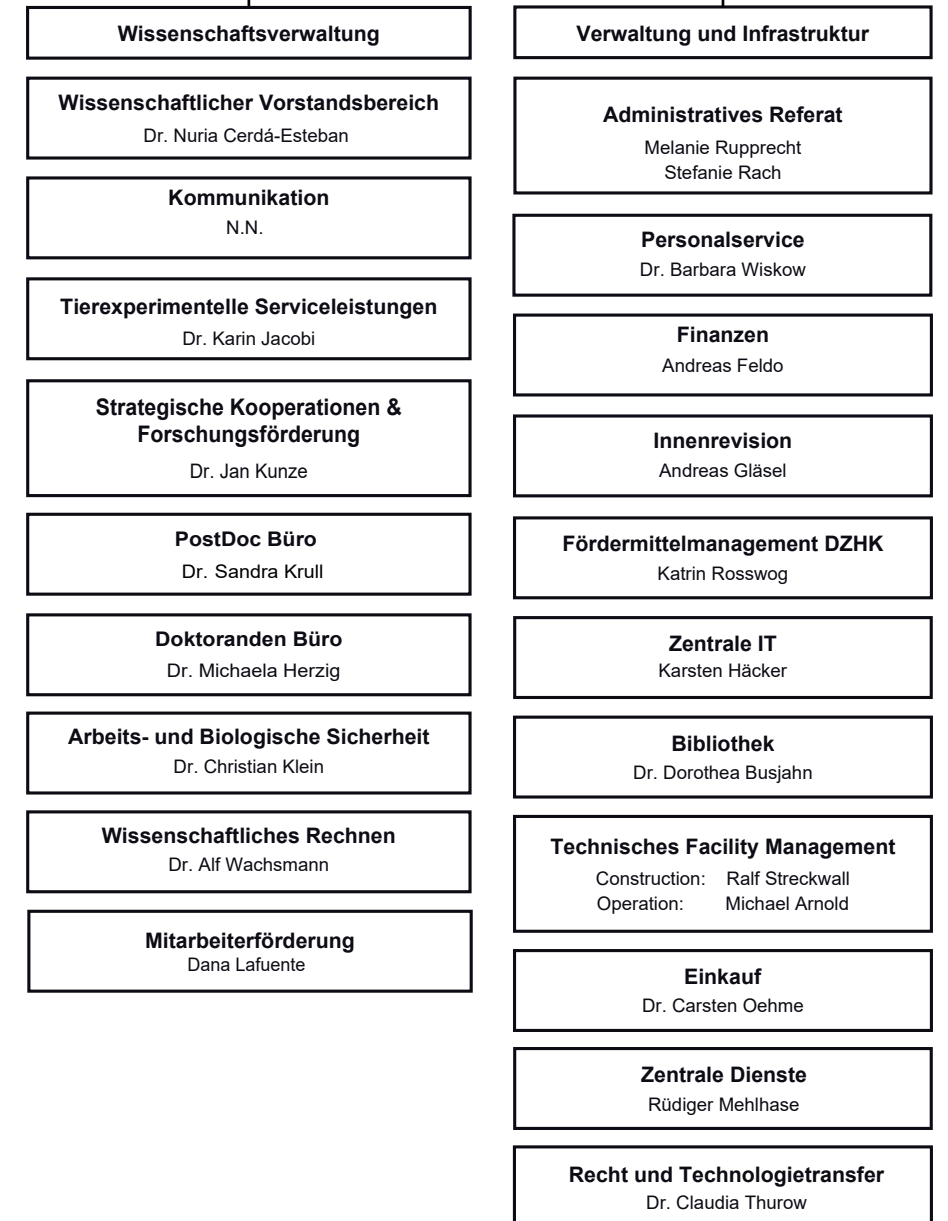 Wissenschaftsverwaltung
Wissenschaftlicher Vorstandsbereich
Dr. Nuria Cerdá-Esteban
Kommunikation
N.N.
Tierexperimentelle Serviceleistungen
Dr. Karin Jacobi
Strategische Kooperationen &
Forschungsförderung
Dr. Jan Kunze
PostDoc Büro
Dr. Sandra Krull
Doktoranden Büro
Dr. Michaela Herzig
Arbeits- und Biologische Sicherheit
Dr. Christian Klein
Wissenschaftliches Rechnen
Dr. Alf Wachsmann
Mitarbeiterförderung
Dana Lafuente
Verwaltung und Infrastruktur
Administratives Referat
Melanie Rupprecht
Stefanie Rach
Personalservice
Dr. Barbara Wiskow
Finanzen
Andreas Feldo
Innenrevision
Andreas Gläsel
Fördermittelmanagement DZHK
Katrin Rosswog
Zentrale IT
Karsten Häcker
Bibliothek
Dr. Dorothea Busjahn
Technisches Facility Management
Construction: Ralf Streckwall
Operation: Michael Arnold
Einkauf
Dr. Carsten Oehme
Zentrale Dienste
Rüdiger Mehlhase
Recht und Technologietransfer
Dr. Claudia Thurow